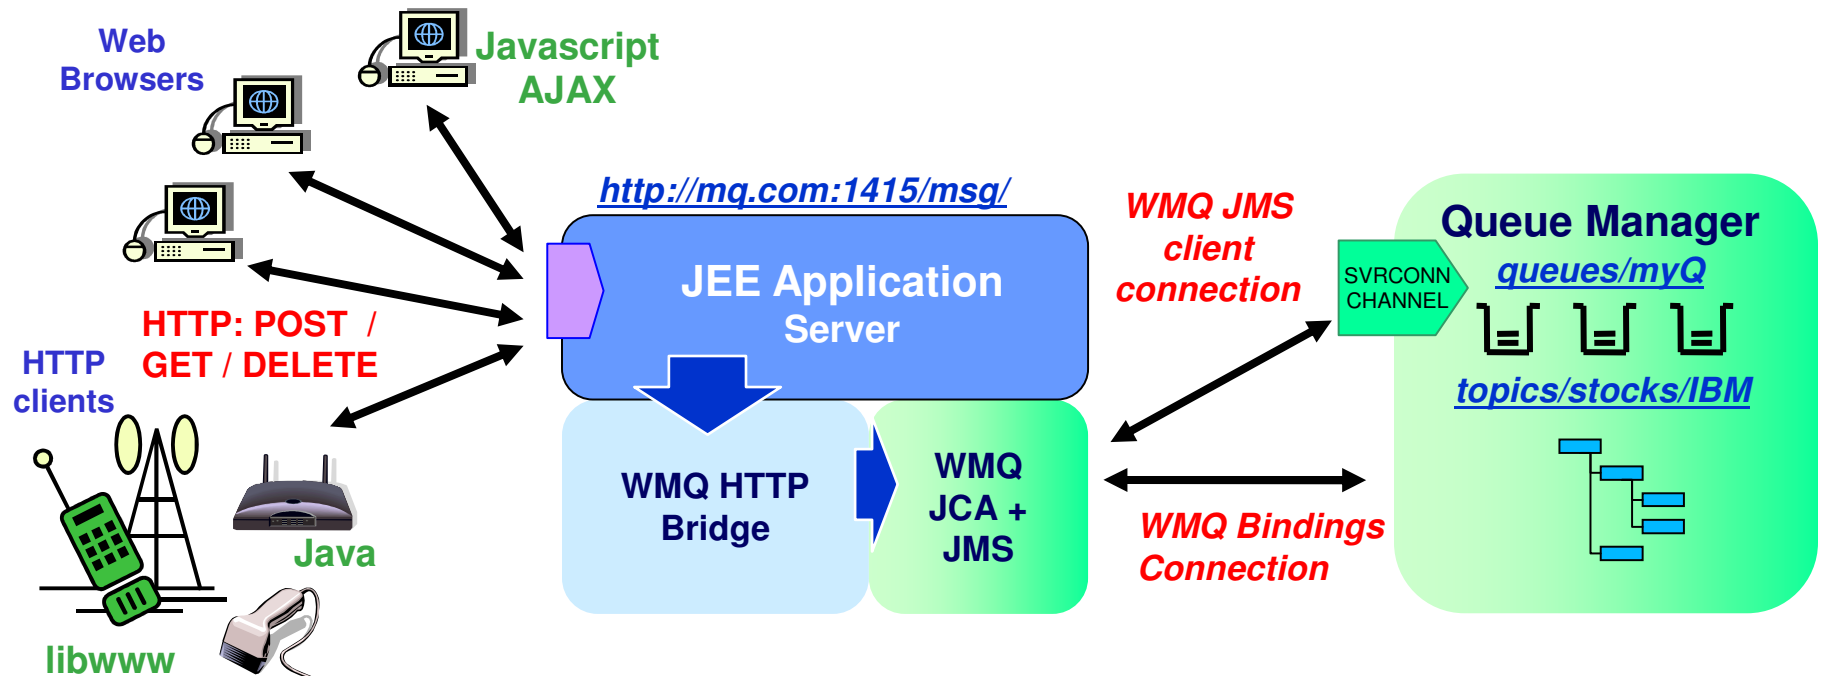 Web
Browsers
Javascript
AJAX
http://mq.com:1415/msg/
JEE Application
Server
HTTP: POST /
GET / DELETE
HTTP
clients
Java
libwww
WMQ HTTP
Bridge
WMQ
JCA +
JMS
WMQ JMS
client
connection
WMQ Bindings
Connection
SVRCONN
CHANNEL
Queue Manager
queues/myQ
topics/stocks/IBM